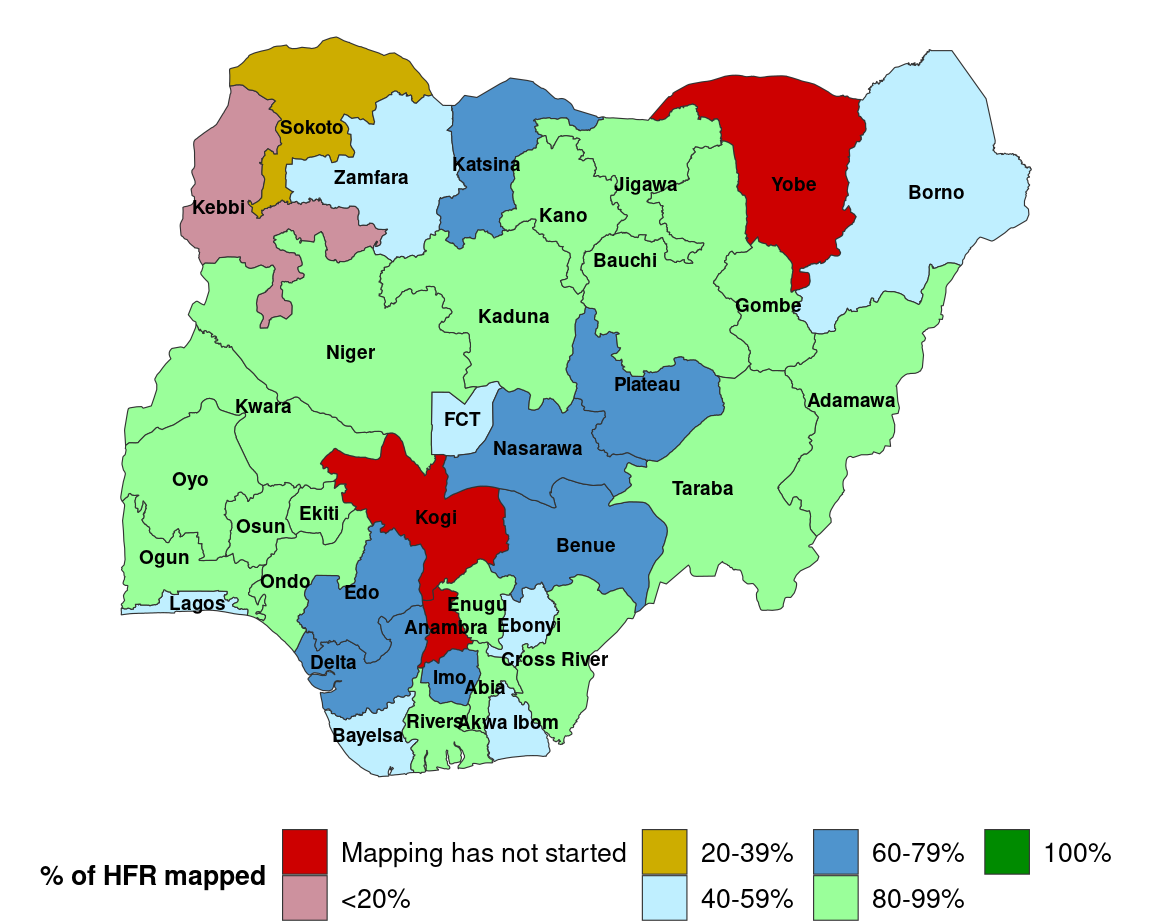 Sokoto
Katsina
Zamfara
Jigawa
Yobe
Borno
Kebbi
Kano
Bauchi
Gombe
Kaduna
Niger
Plateau
Adamawa
Kwara
FCT
Nasarawa
Oyo
Taraba
Ekiti
Kogi
Osun
Benue
Ogun
Ondo
Edo
Lagos
Enugu
Anambra
Ebonyi
Delta
Cross River
Imo
Abia
Rivers
Akwa Ibom
Bayelsa
% of HFR mapped
Mapping has not started
<20%
20-39%
40-59%
60-79%
80-99%
100%